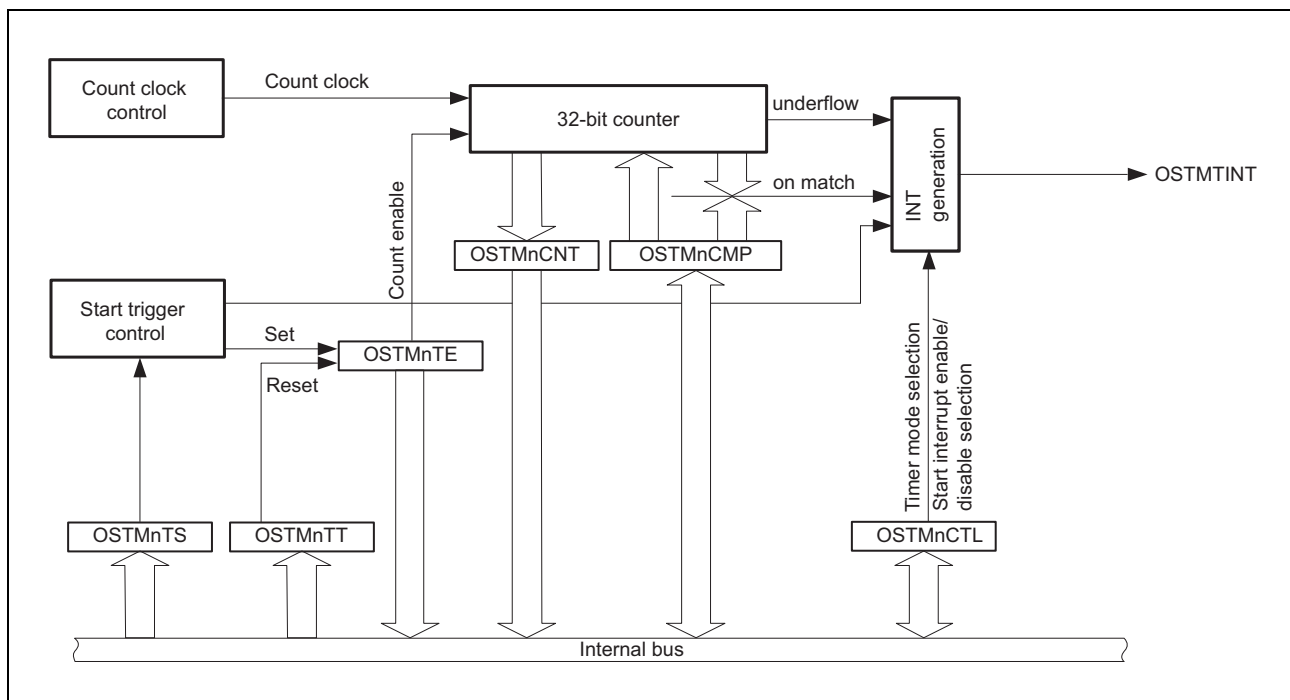 Count clock
control
Count clock
32-bit counter
underflow
on match
INT
generation
OSTMTINT
Count enable
OSTMnCNT
OSTMnCMP
Start trigger
control
Set
OSTMnTE
Reset
Timer mode selection
Start interrupt enable/
disable selection
OSTMnTS
OSTMnTT
OSTMnCTL
Internal bus